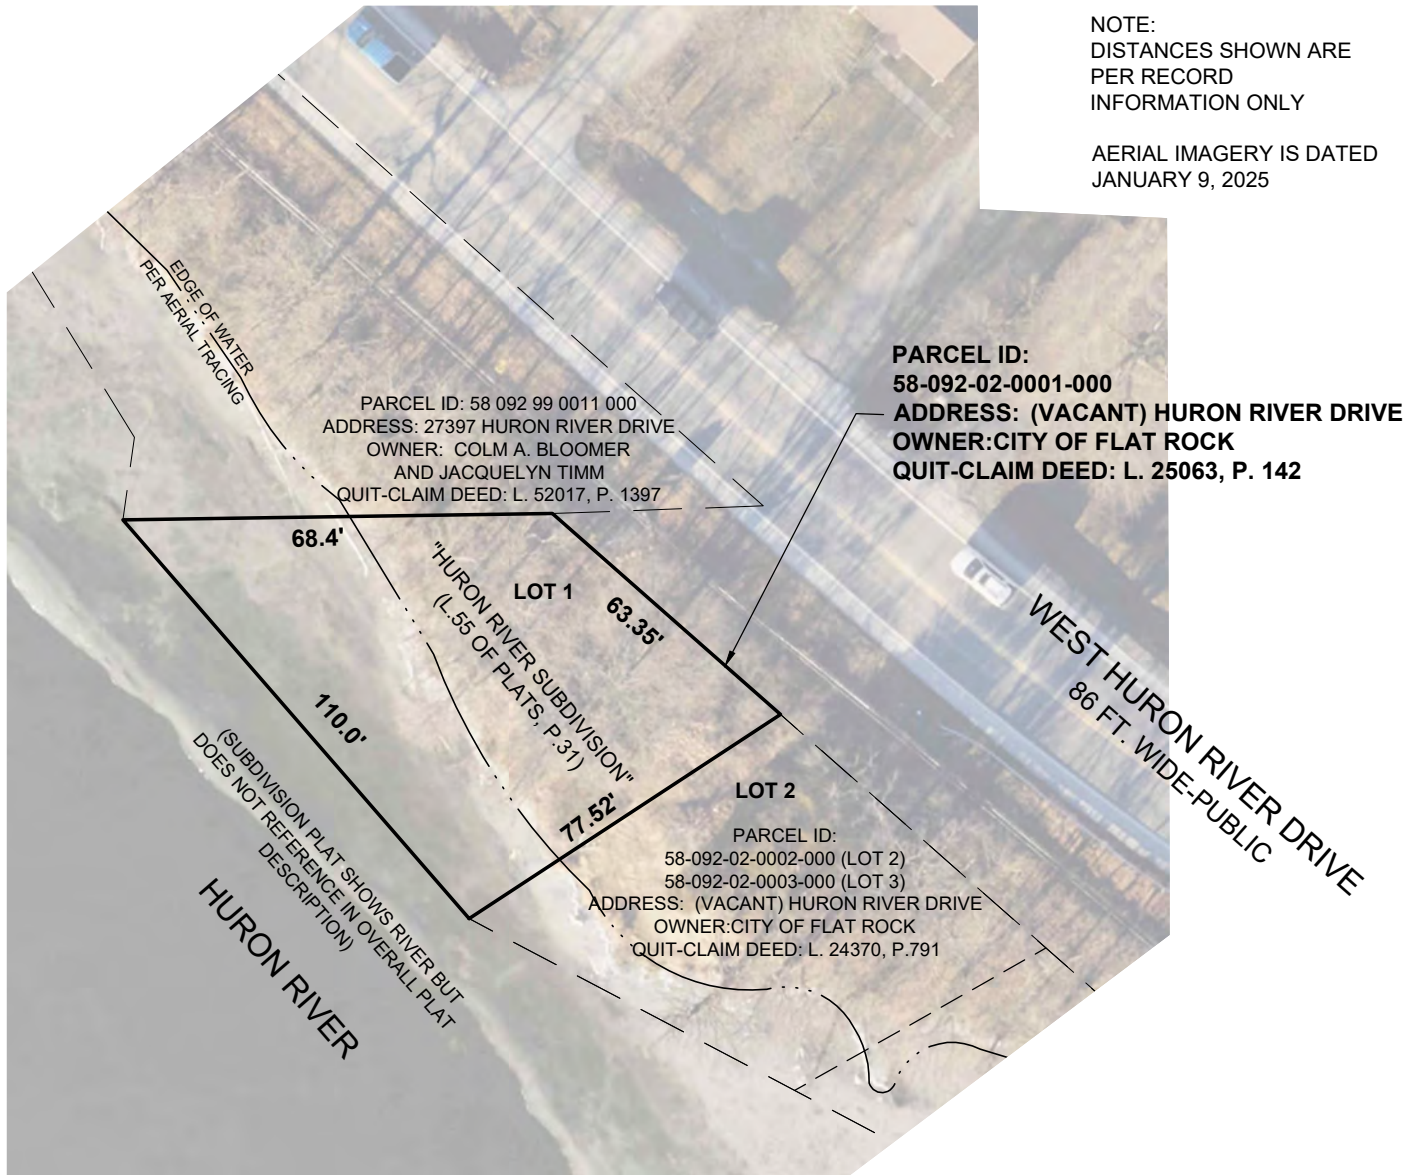 NOTE:
DISTANCES SHOWN ARE
PER RECORD
INFORMATION ONLY
AERIAL IMAGERY IS DATED
JANUARY 9, 2025
EDGE OF WATER
PER AERIAL TRACING
PARCEL ID:
58-092-02-0001-000
ADDRESS: (VACANT) HURON RIVER DRIVE
OWNER:CITY OF FLAT ROCK
QUIT-CLAIM DEED: L. 25063, P. 142
PARCEL ID: 58 092 99 0011 000
ADDRESS: 27397 HURON RIVER DRIVE
OWNER: COLM A. BLOOMER
AND JACQUELYN TIMM
QUIT-CLAIM DEED: L. 52017, P. 1397
68.4'
LOT 1
63.35'
"HURON RIVER SUBDIVISION"
(L.55 OF PLATS, P.31)
110.0'
77.52'
WEST HURON RIVER DRIVE
86 FT. WIDE-PUBLIC
(SUBDIVISION PLAT SHOWS RIVER BUT
DOES NOT REFERENCE IN OVERALL PLAT
DESCRIPTION)
HURON RIVER
LOT 2
PARCEL ID:
58-092-02-0002-000 (LOT 2)
58-092-02-0003-000 (LOT 3)
ADDRESS: (VACANT) HURON RIVER DRIVE
OWNER:CITY OF FLAT ROCK
QUIT-CLAIM DEED: L. 24370, P.791